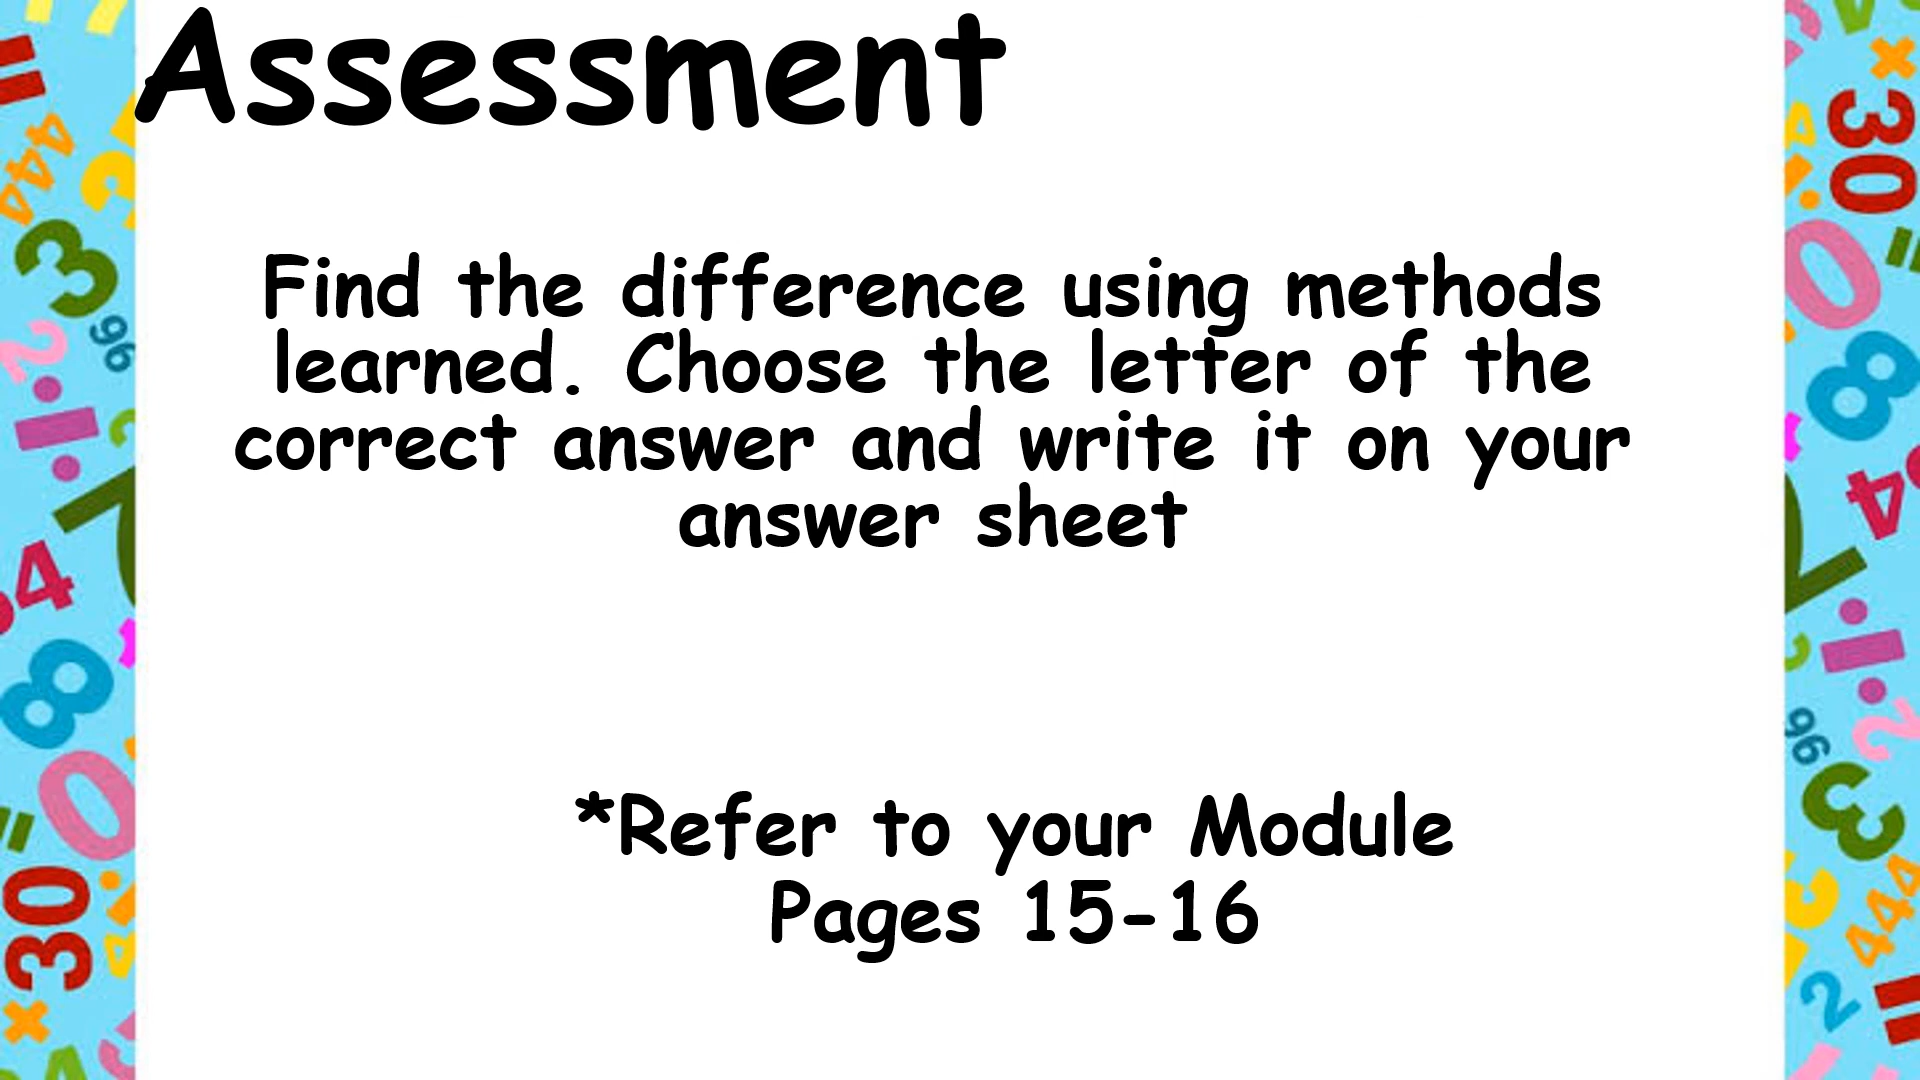 Assessment
Find the difference using methods
learned. Choose the letter of the
correct answer and write it on your
answer sheet
*Refer to your Module
Pages 15-16